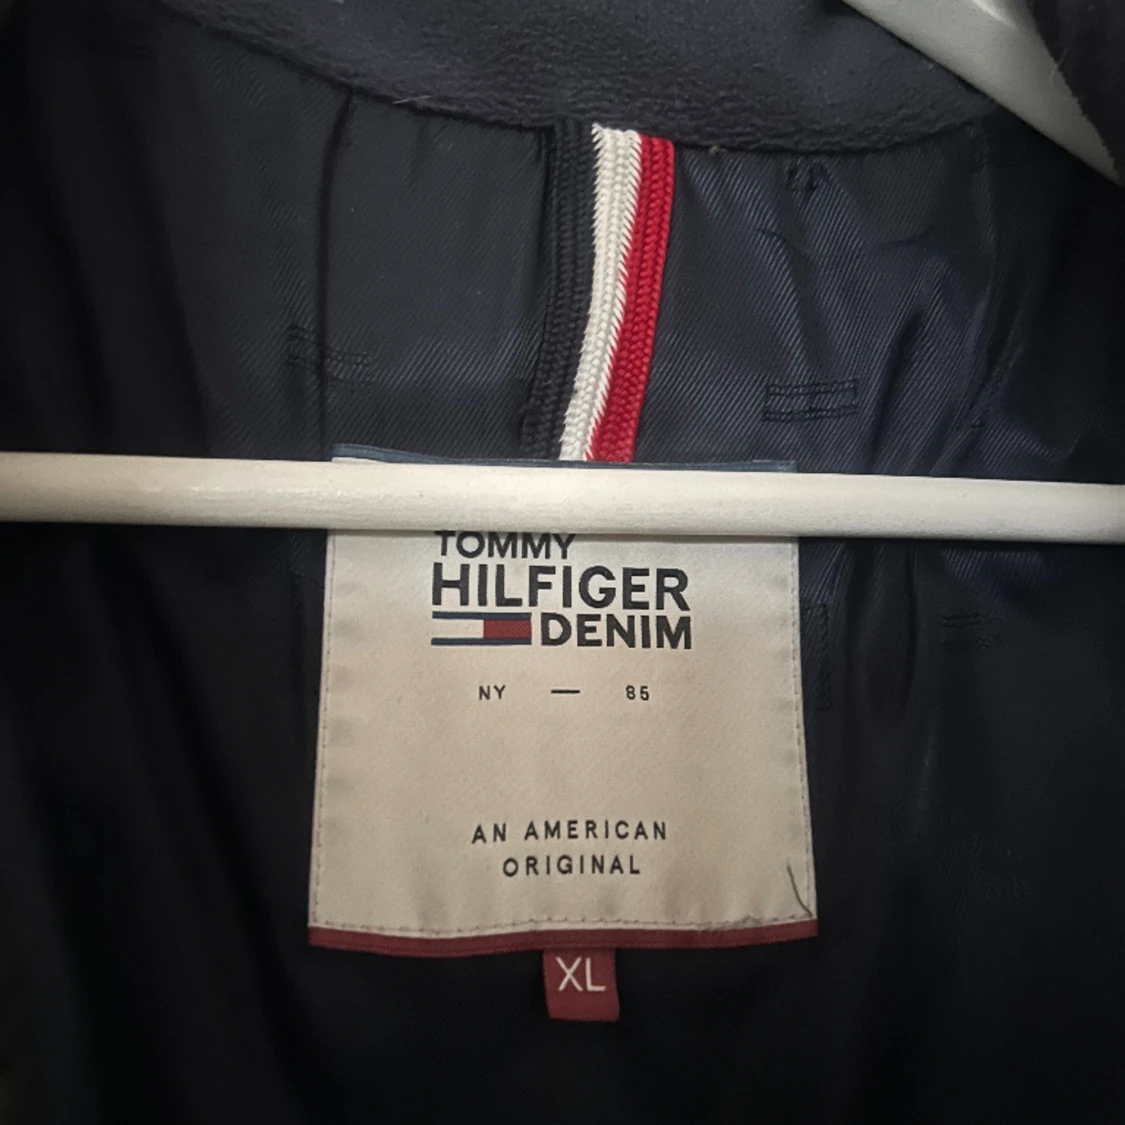 TOMMY
HILFIGER
DENIM
NY — 85
AN AMERICAN
ORIGINAL
XL